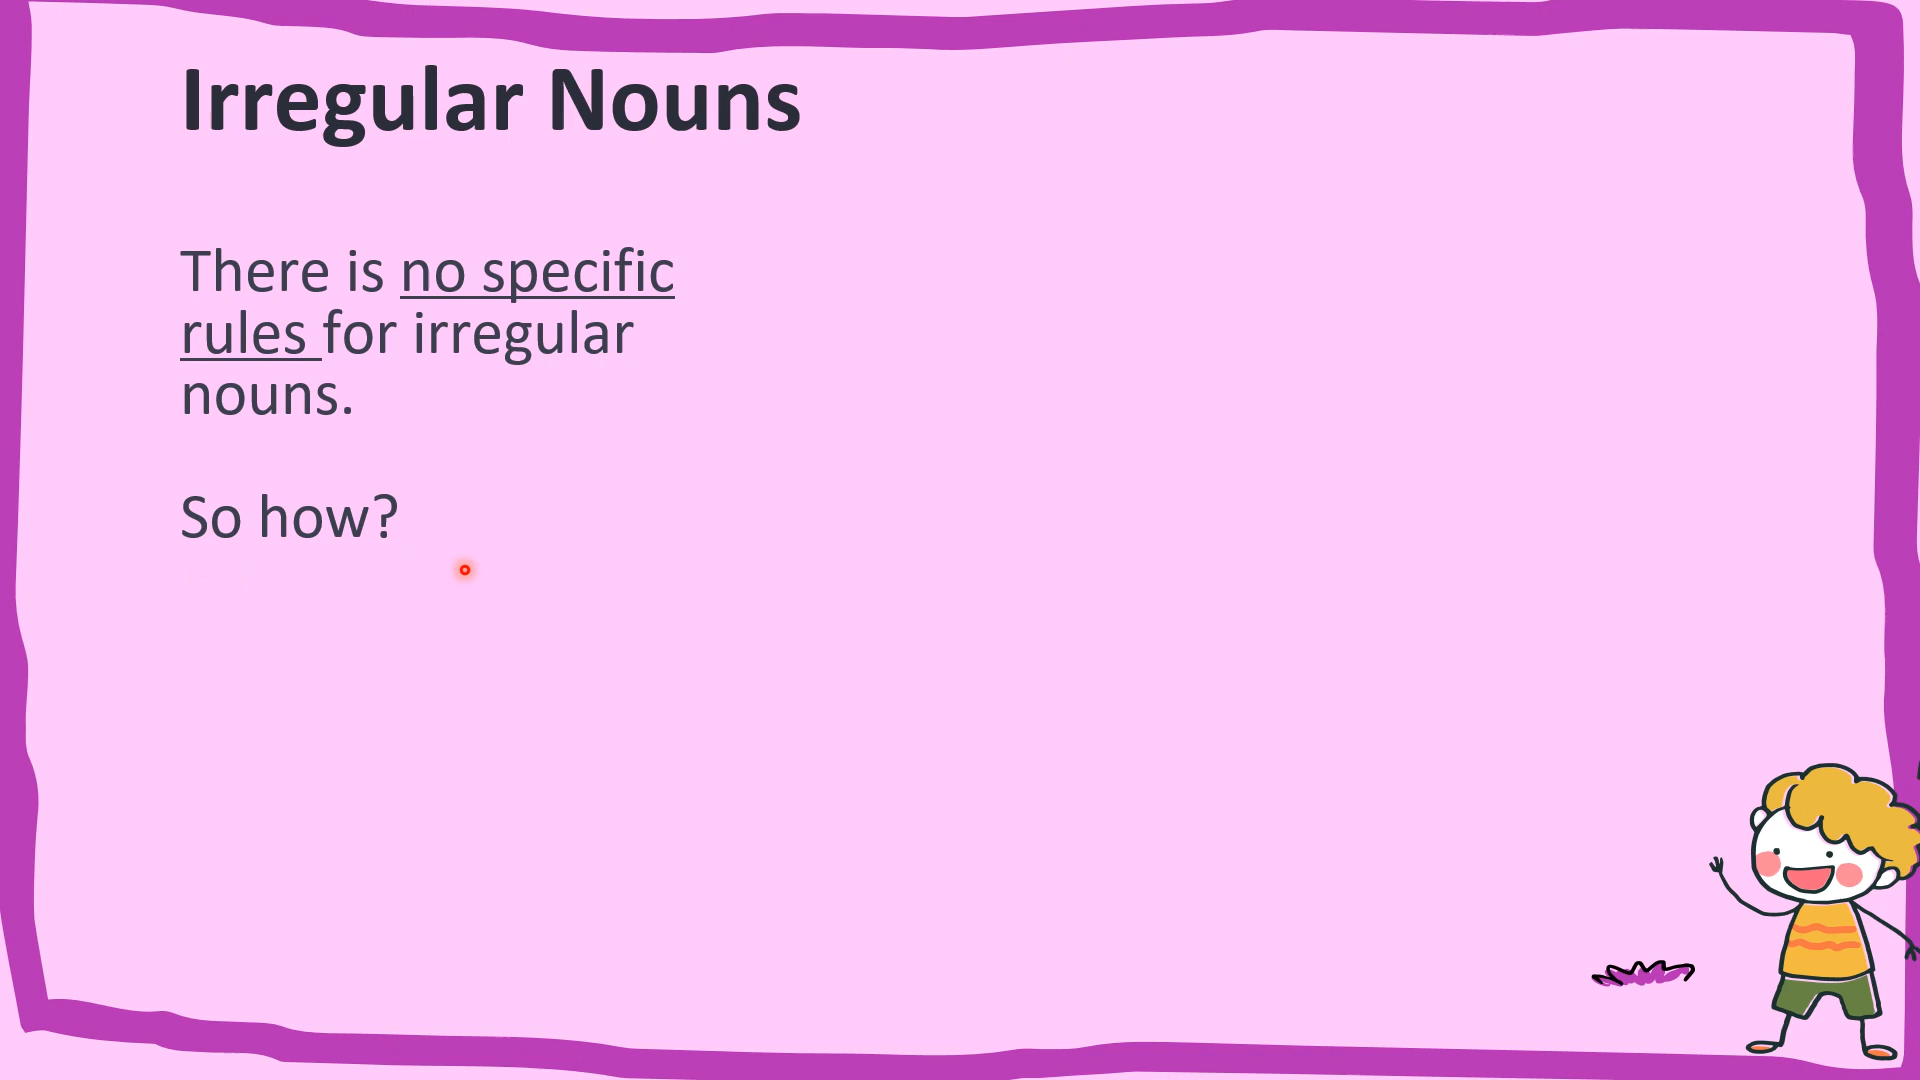 Irregular Nouns
There is no specific
rules for irregular
nouns.
So how?